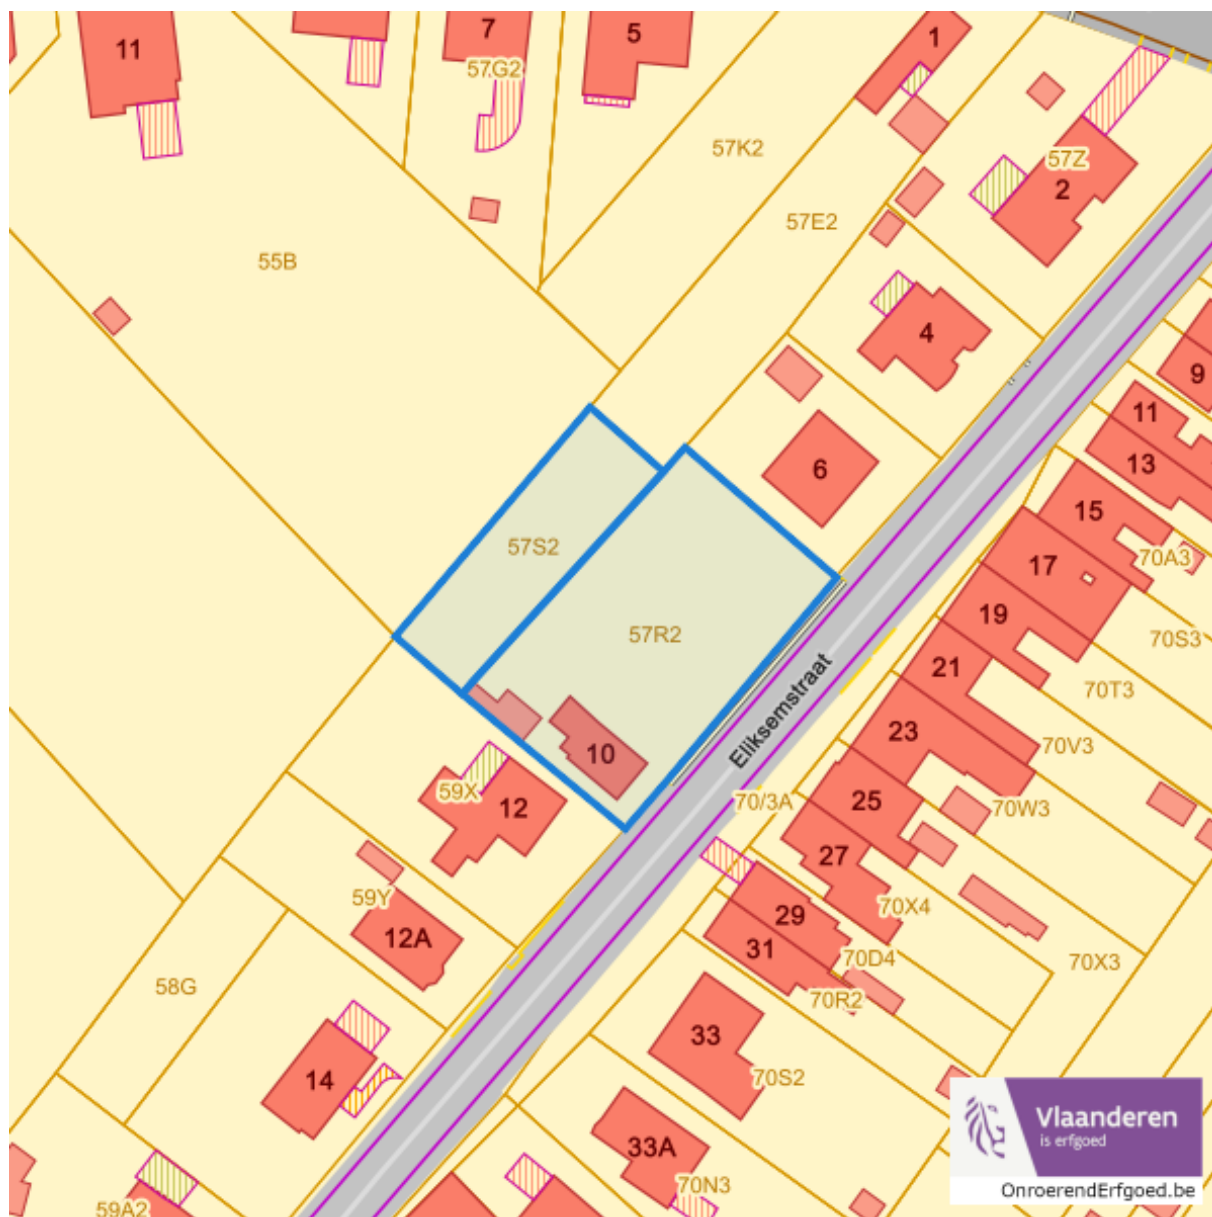 11
7
5
1
57G2
57K2
57Z
2
57E2
55B
4
9
11
13
6
15
57S2
17
70A3
19
57R2
70S3
21
70T3
Eliksemstraat
23
70V3
10
59X
12
70/3A
25
70W3
27
59Y
70X4
29
12A
31
70D4
70X3
58G
70R2
33
14
70S2
33A
70N3
59A2
Vlaanderen
is erfgoed
OnroerendErfgoed.be